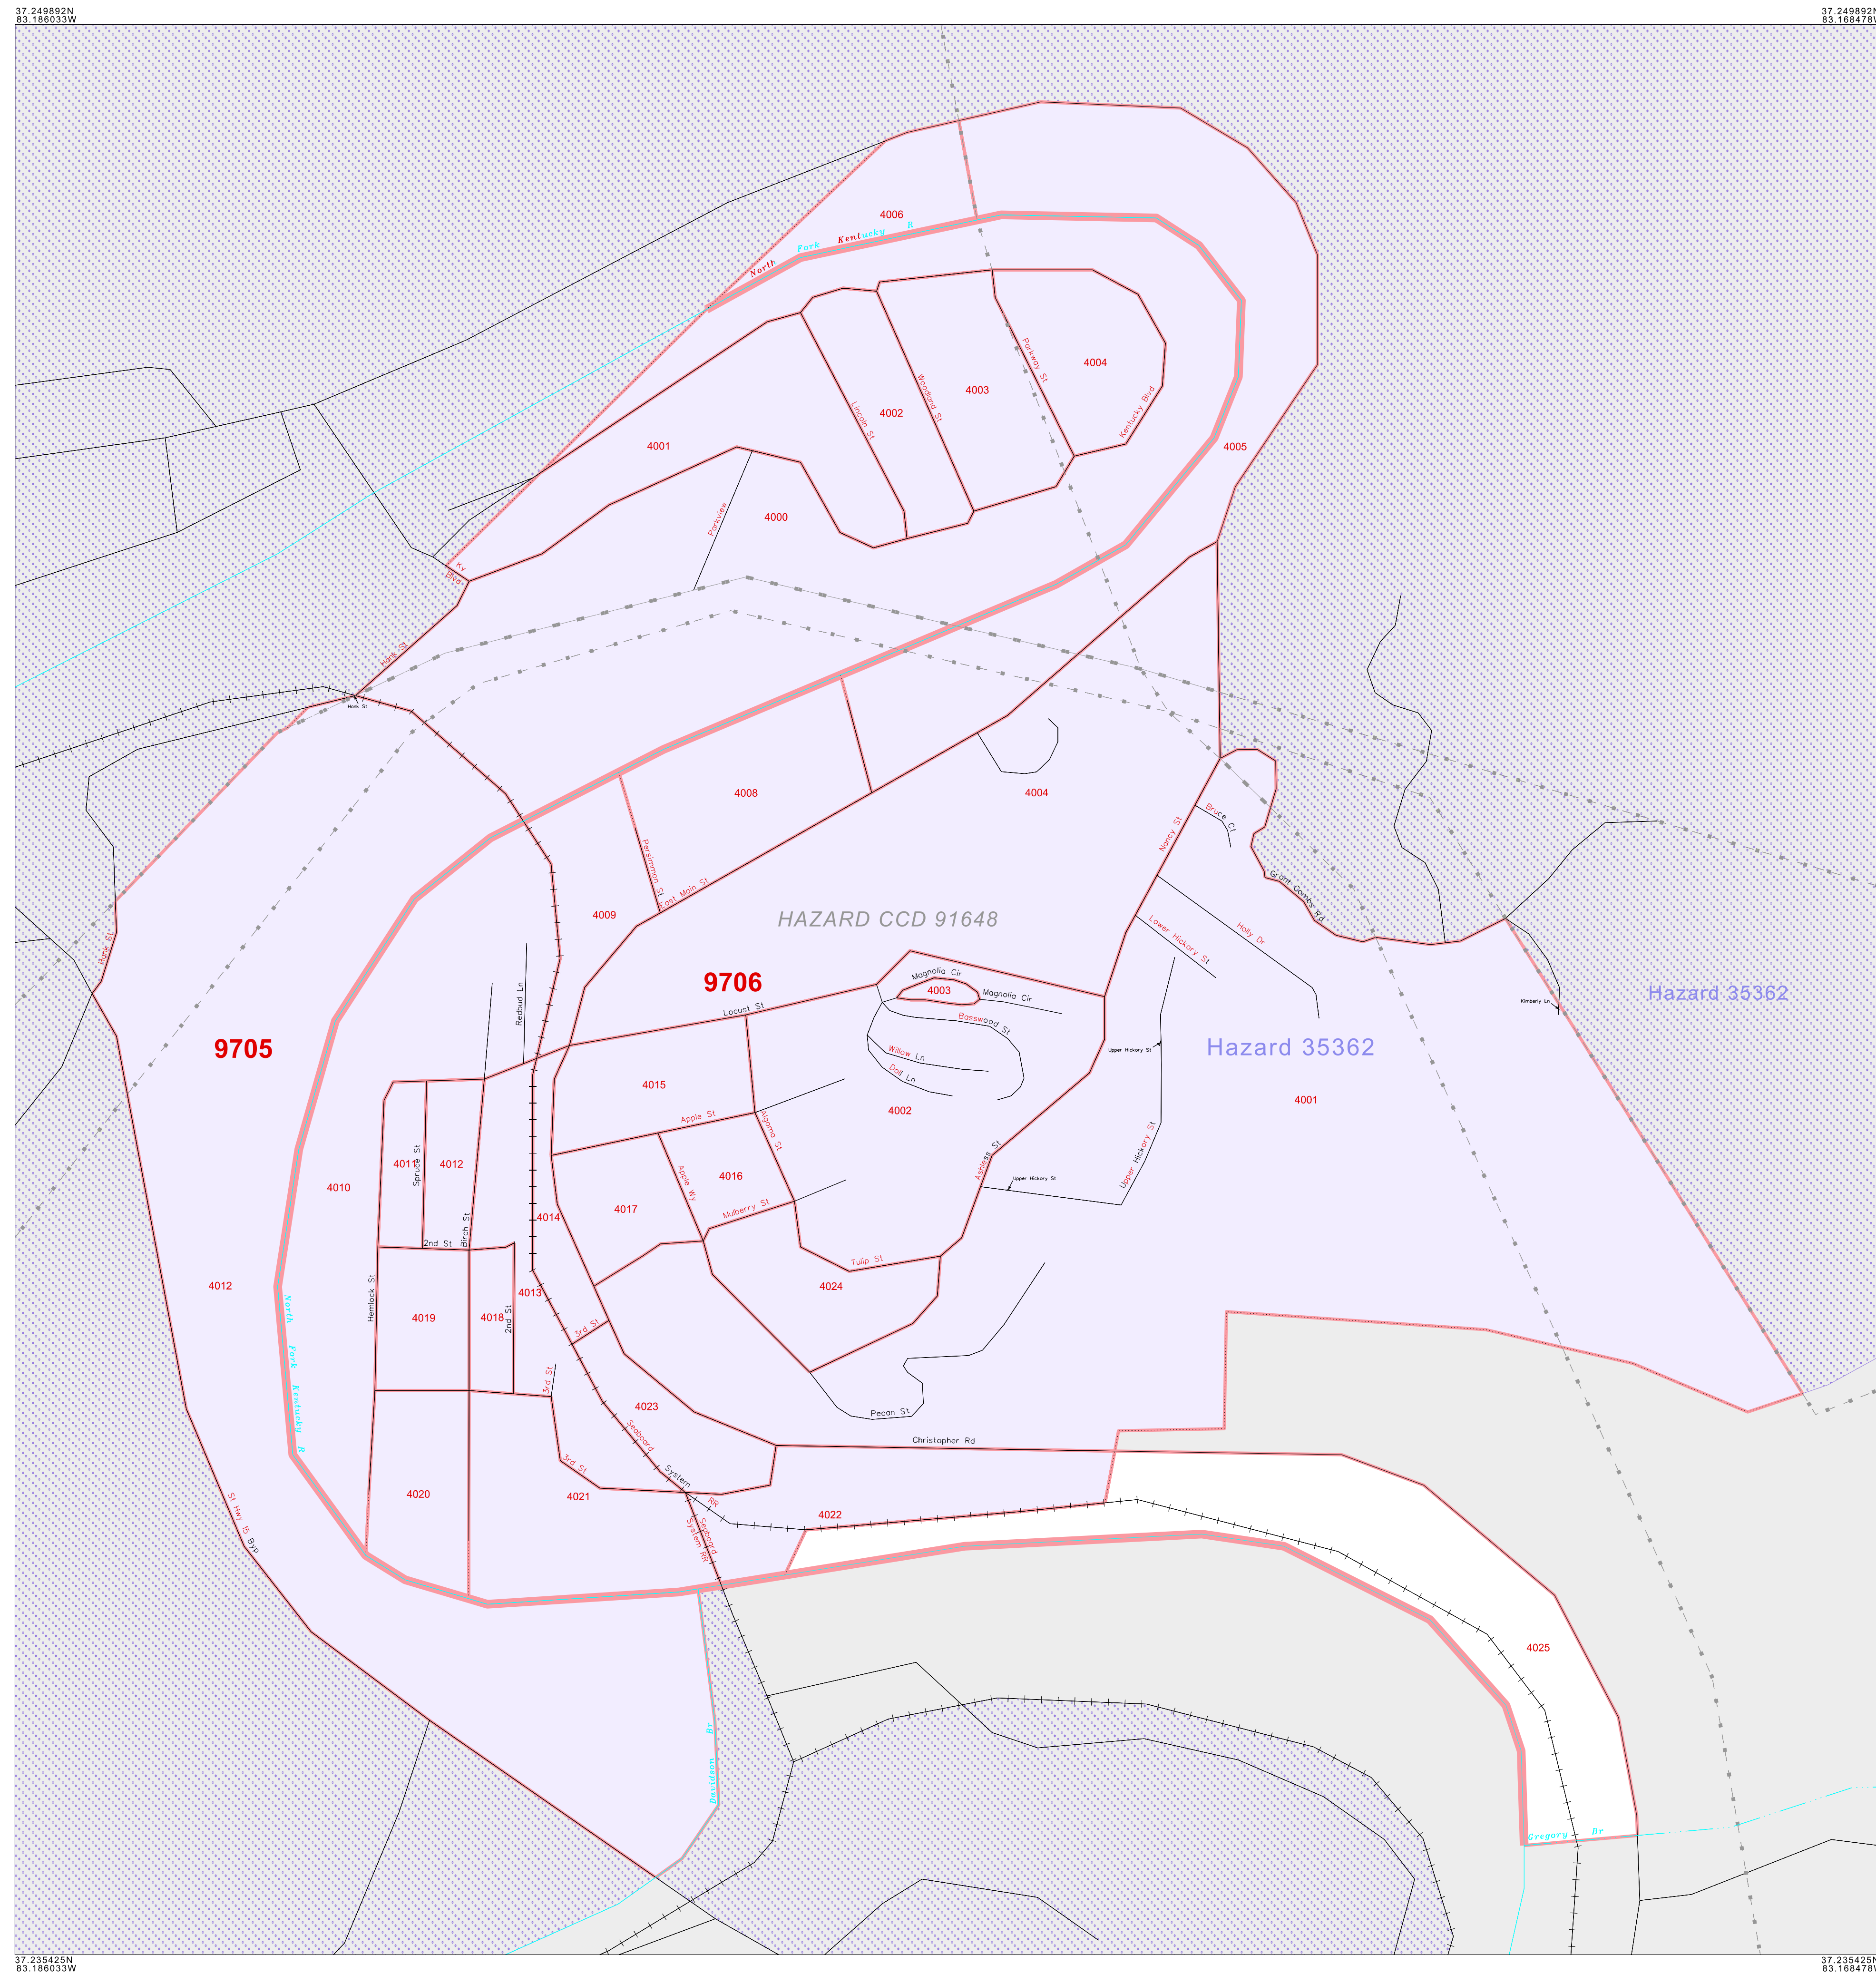 37.249892N
83.186033W
37.249892N
83.168478W
4006
North Fork Kentucky R
4004
Parkway St
4003
Woodland St
4002
Lincoln St
Kentucky Blvd
4001
4005
4000
Parkview
Ky
Blvd
Hank St
Hank St
4008
4004
Bruce Ct
Nancy St
Persimmon St
East Main St
4009
HAZARD CCD 91648
Grant Combs Rd
Holly Dr
Lower Hickory St
Hank St
9706
Magnolia Cir
4003
Magnolia Cir
Hazard 35362
Kimberly Ln
Redbud Ln
Locust St
Basswood St
9705
Willow Ln
Doll Ln
Upper Hickory St
Hazard 35362
4015
4002
4001
Apple St
Algoma St
4011
Spruce St
4012
4010
Apple Wy
4016
Ashless St
Upper Hickory St
Upper Hickory St
4017
4014
Mulberry St
2nd St
Birch St
Tulip St
4012
4024
4013
Hemlock St
North Fork Kentucky R
4019
4018
2nd St
3rd St
3rd St
4023
Pecan St
Seaboard System RR
Christopher Rd
3rd St
4020
4021
St Hwy 15 Byp
4022
Seaboard
System RR
4025
Davidson Br
Gregory Br
37.235425N
83.186033W
37.235425N
83.168478W